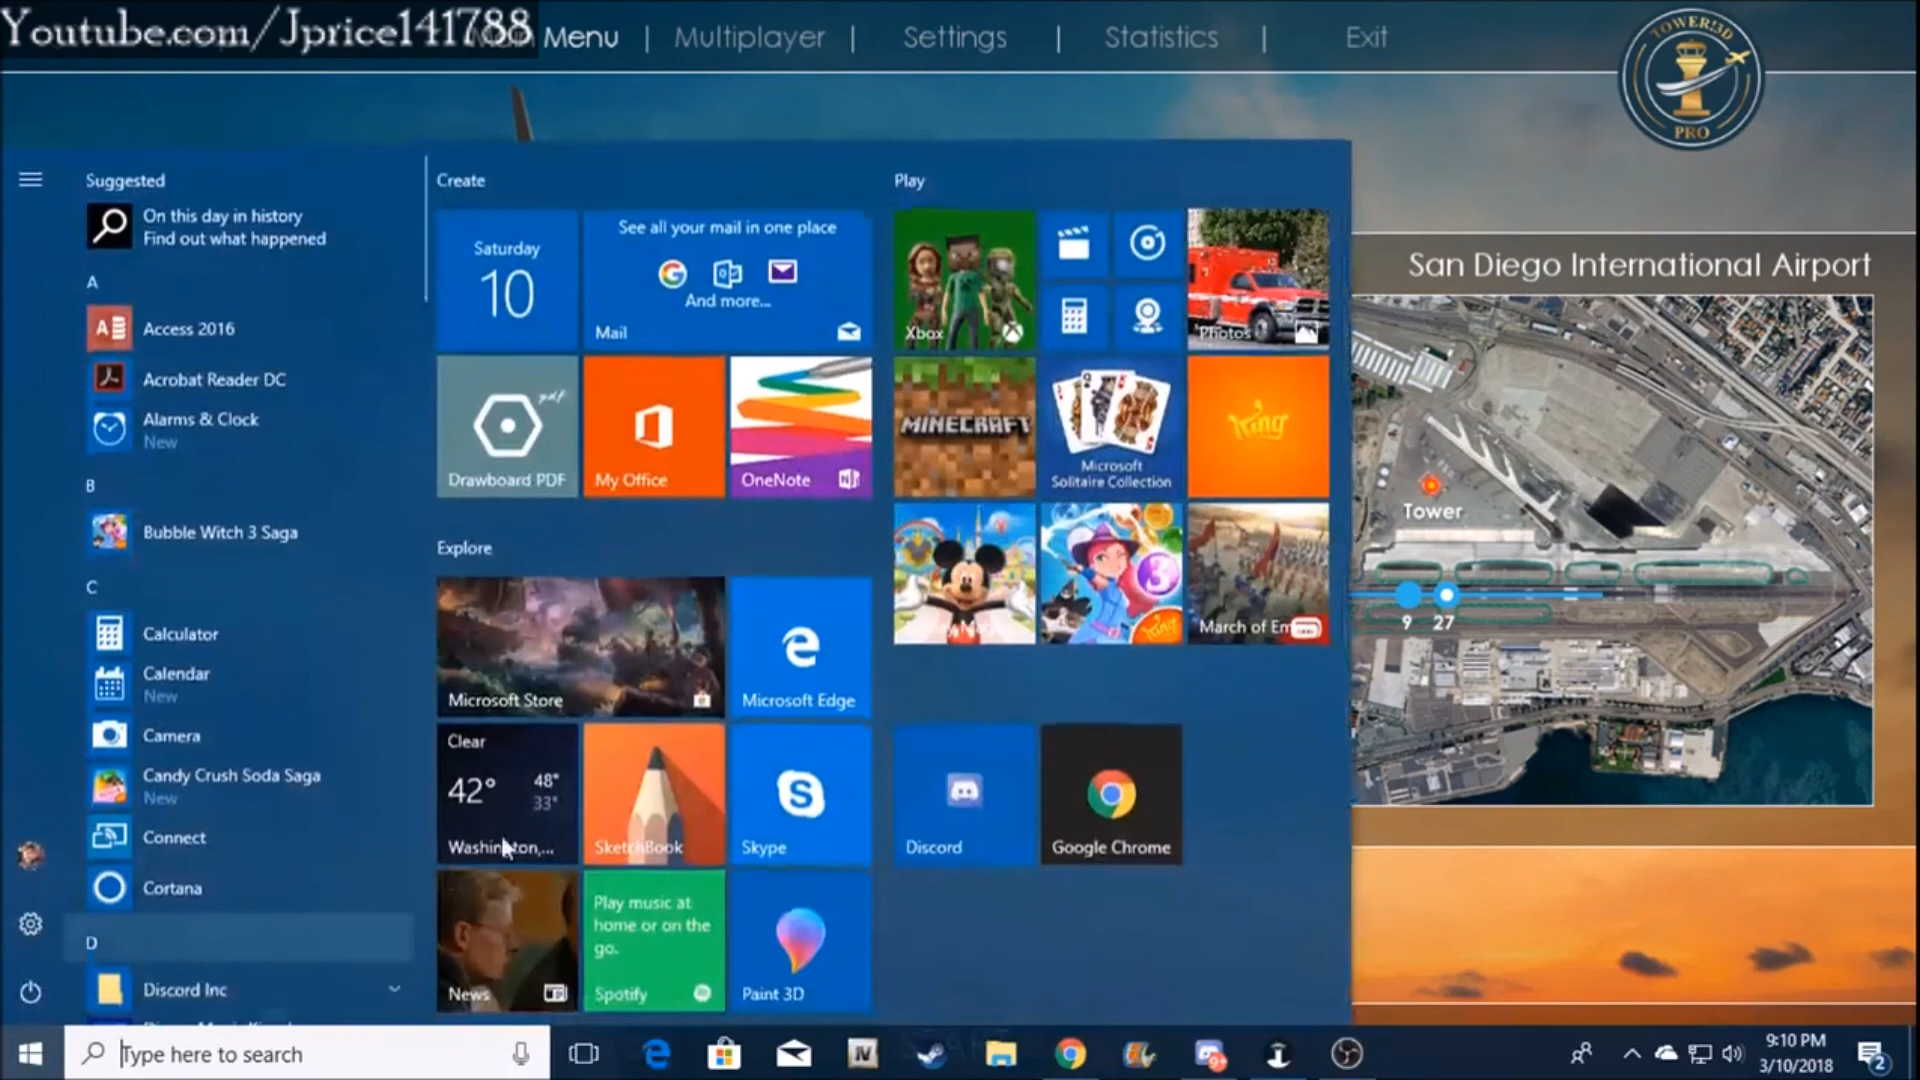 Youtube.com/Jprice141788
Menu | Multiplayer | Settings | Statistics | Exit
TOWER!3D
PRO
San Diego International Airport
Tower
9 27
Suggested
On this day in history
Find out what happened
A
Access 2016
Acrobat Reader DC
Alarms & Clock
New
B
Bubble Witch 3 Saga
C
Calculator
Calendar
New
Camera
Candy Crush Soda Saga
New
Connect
Cortana
D
Discord Inc
Create
Saturday
10
See all your mail in one place
And more...
Mail
pdf
Drawboard PDF
My Office
OneNote
Explore
Microsoft Store
Microsoft Edge
Clear
42°
48°
33°
Washington,...
SketchBook
Skype
News
Play music at
home or on the
go.
Spotify
Paint 3D
Play
Xbox
Photos
MINECRAFT
Microsoft
Solitaire Collection
King
3
King
March of Em
Discord
Google Chrome
Type here to search
9+
9:10 PM
3/10/2018
2